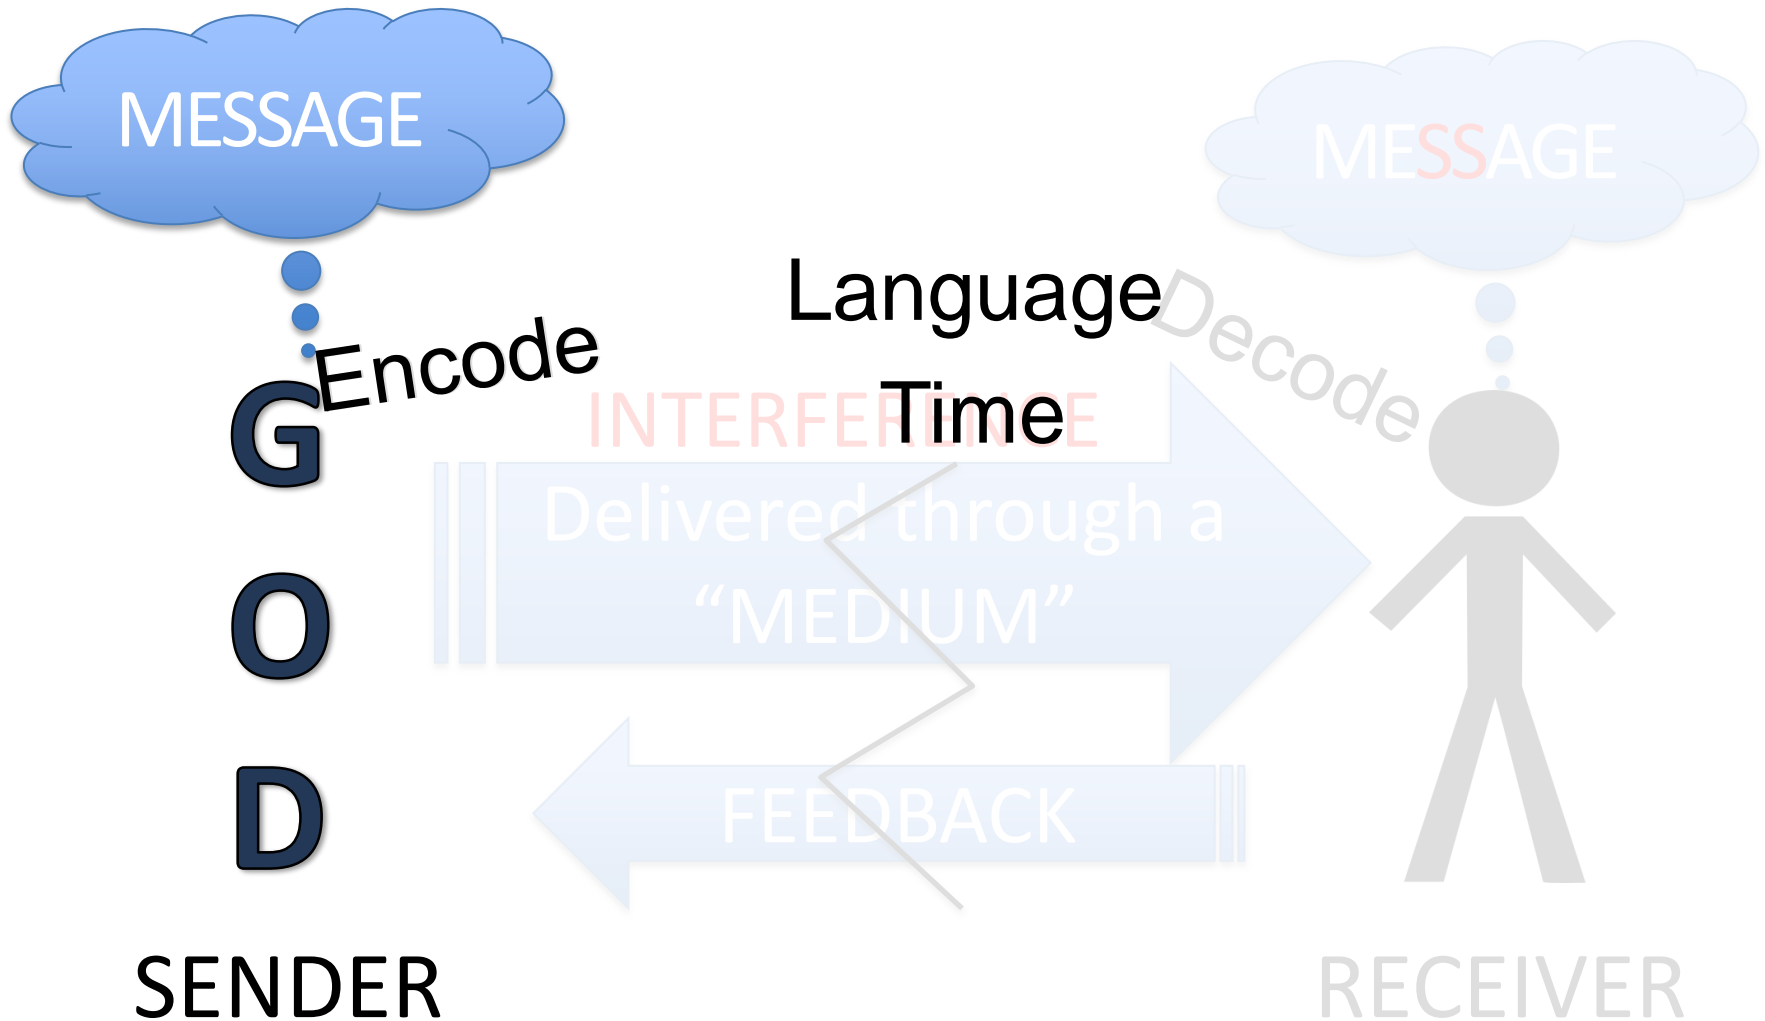 MESSAGE
MESSAGE
Language
Encode
Decode
Time
INTERFERENCE
G
O
D
Delivered through a
“MEDIUM”
FEEDBACK
SENDER
RECEIVER